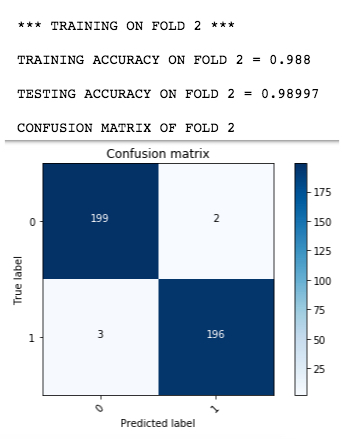 *** TRAINING ON FOLD 2 ***
TRAINING ACCURACY ON FOLD 2 = 0.988
TESTING ACCURACY ON FOLD 2 = 0.98997
CONFUSION MATRIX OF FOLD 2
Confusion matrix
0
199
2
1
3
196
True label
0
1
Predicted label
175
150
125
100
75
50
25